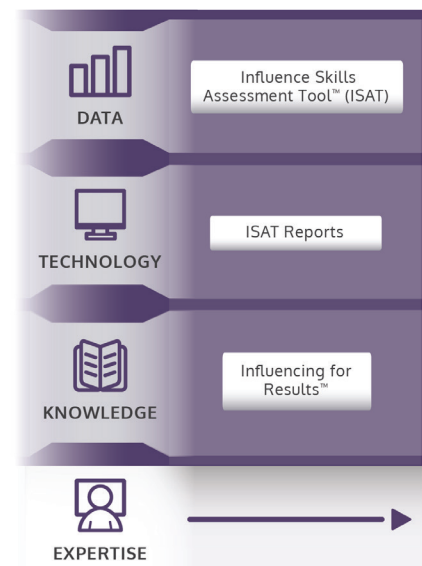 DATA
Influence Skills
Assessment Tool™ (ISAT)
TECHNOLOGY
ISAT Reports
KNOWLEDGE
Influencing for
Results™
EXPERTISE